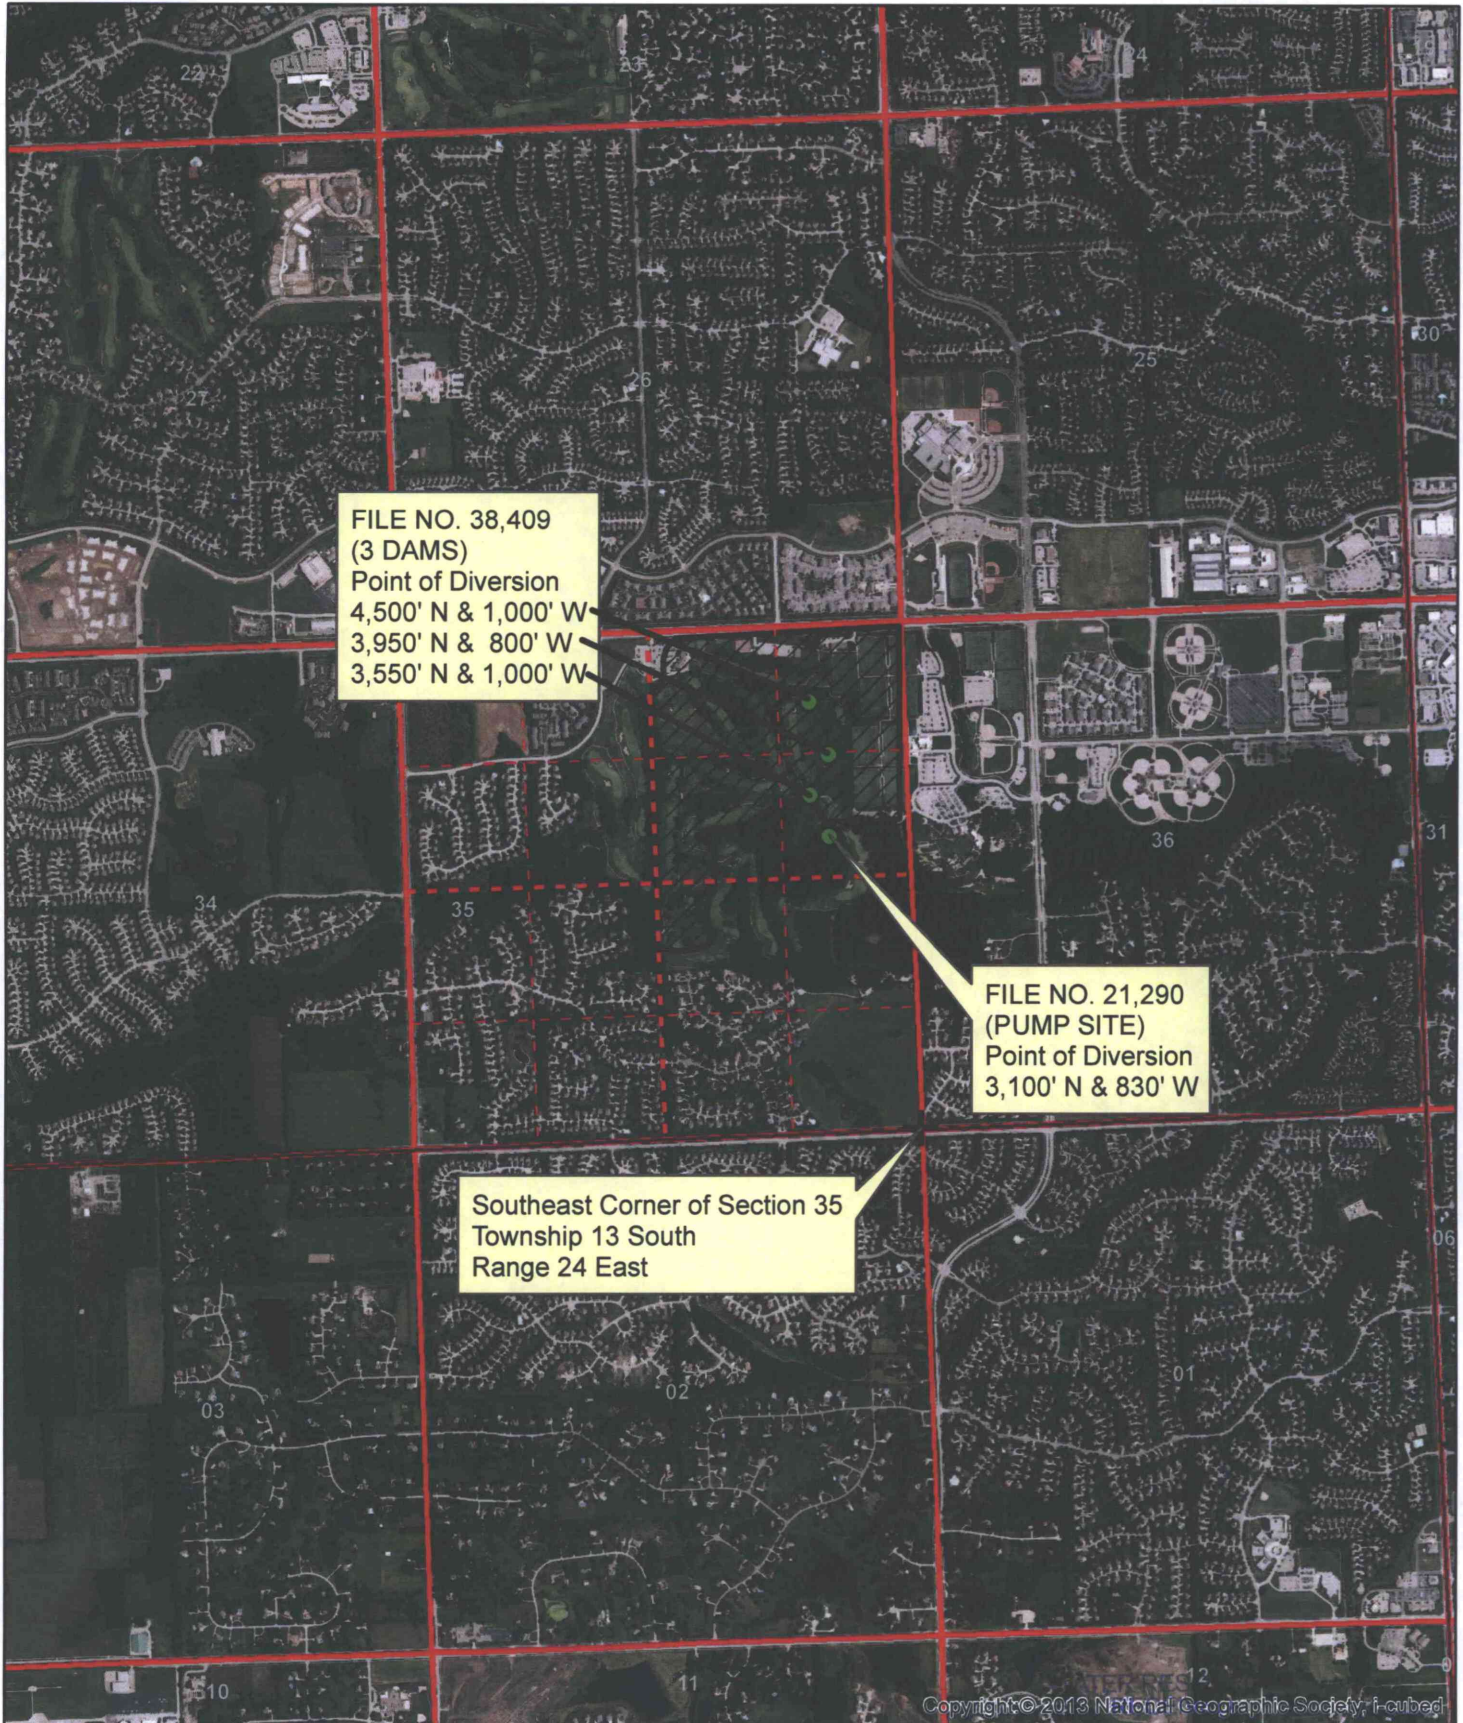 22
23
27
26
25
30
FILE NO. 38,409
(3 DAMS)
Point of Diversion
4,500' N & 1,000' W
3,950' N & 800' W
3,550' N & 1,000' W
34
35
36
31
FILE NO. 21,290
(PUMP SITE)
Point of Diversion
3,100' N & 830' W
Southeast Corner of Section 35
Township 13 South
Range 24 East
06
03
02
01
10
11
12
Copyright:© 2013 National Geographic Society, i-cubed